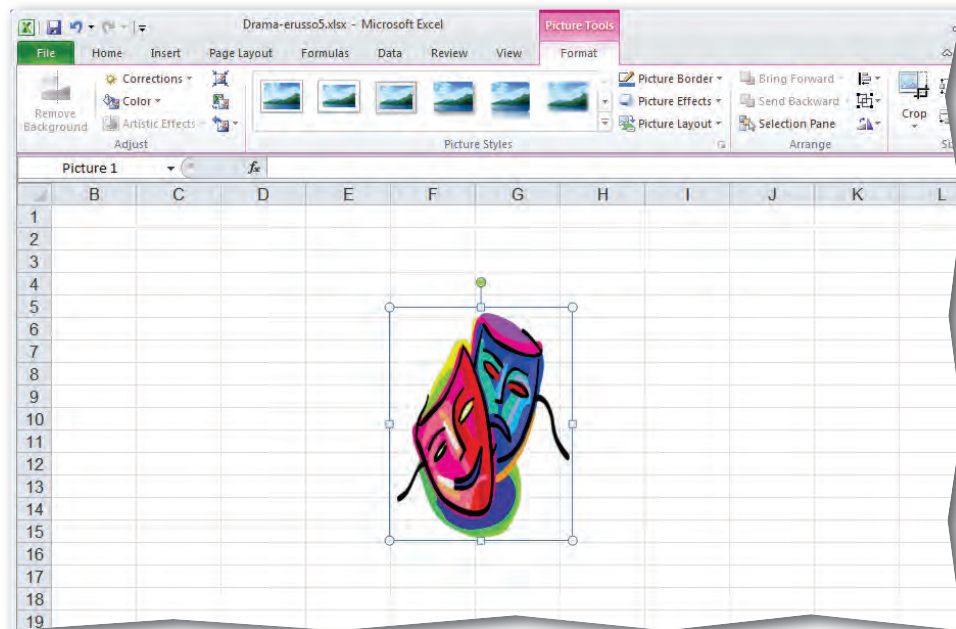 Drama-erusso5.xlsx - Microsoft Excel
Picture Tools
File Home Insert Page Layout Formulas Data Review View Format
Remove Background
Corrections
Color
Artistic Effects
Adjust
Picture Styles
Picture Border
Picture Effects
Picture Layout
Bring Forward
Send Backward
Selection Pane
Arrange
Crop
Picture 1 fx
B C D E F G H I J K L
1
2
3
4
5
6
7
8
9
10
11
12
13
14
15
16
17
18
19